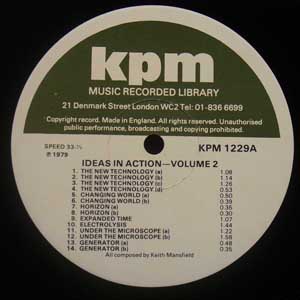 kpm
MUSIC RECORDED LIBRARY
21 Denmark Street London WC2 Tel: 01-836 6699
Copyright record. Made in England. All rights reserved. Unauthorised
public performance, broadcasting and copying prohibited.
SPEED 33-⅓
℗ 1979
KPM 1229A
IDEAS IN ACTION—VOLUME 2
1. THE NEW TECHNOLOGY (a) 1.08
2. THE NEW TECHNOLOGY (b) 1.14
3. THE NEW TECHNOLOGY (c) 1.26
4. THE NEW TECHNOLOGY (d) 0.53
5. CHANGING WORLD (a) 0.50
6. CHANGING WORLD (b) 1.39
7. HORIZON (a) 1.35
8. HORIZON (b) 0.30
9. EXPANDED TIME 1.07
10. ELECTROLYSIS 1.44
11. UNDER THE MICROSCOPE (a) 1.18
12. UNDER THE MICROSCOPE (b) 1.58
13. GENERATOR (a) 0.48
14. GENERATOR (b) 0.35
All composed by Keith Mansfield